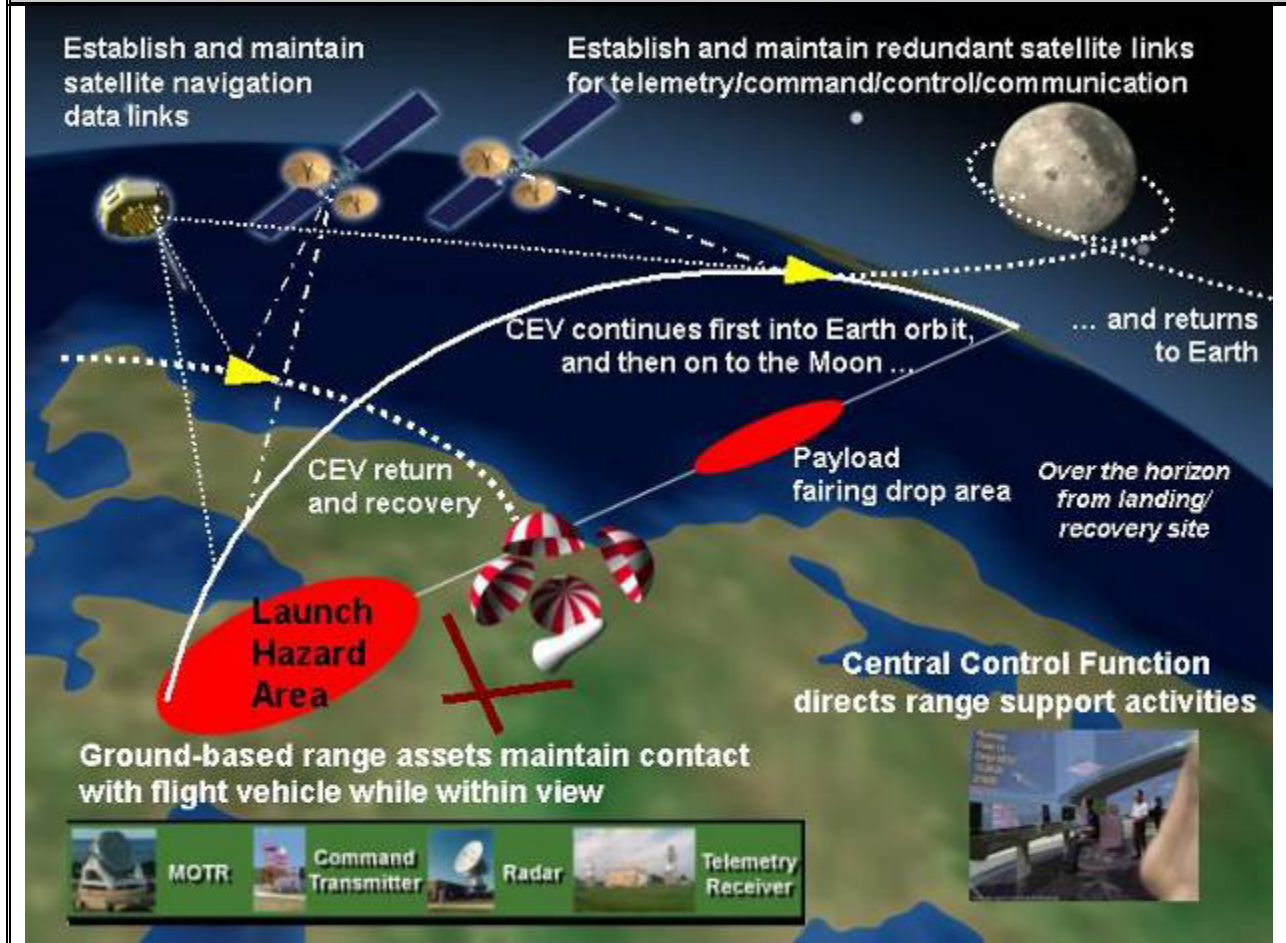 Establish and maintain
satellite navigation
data links
Establish and maintain redundant satellite links
for telemetry/command/control/communication
CEV continues first into Earth orbit,
and then on to the Moon ...
... and returns
to Earth
CEV return
and recovery
Payload
fairing drop area
Over the horizon
from landing/
recovery site
Launch
Hazard
Area
Central Control Function
directs range support activities
Ground-based range assets maintain contact
with flight vehicle while within view
MOTR
Command
Transmitter
Radar
Telemetry
Receiver